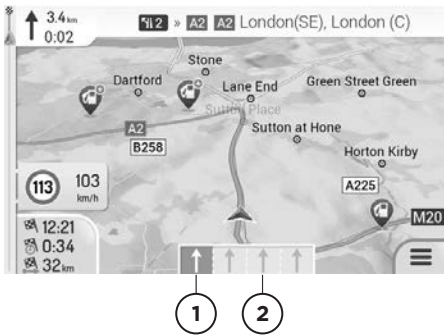 3.4 km
0:02
2 » A2 A2 London(SE), London (C)
Stone
Dartford
Lane End
Green Street Green
Sutton Place
A2
B258
Sutton at Hone
Horton Kirby
A225
113
103
km/h
M20
12:21
0:34
32 km
1 2